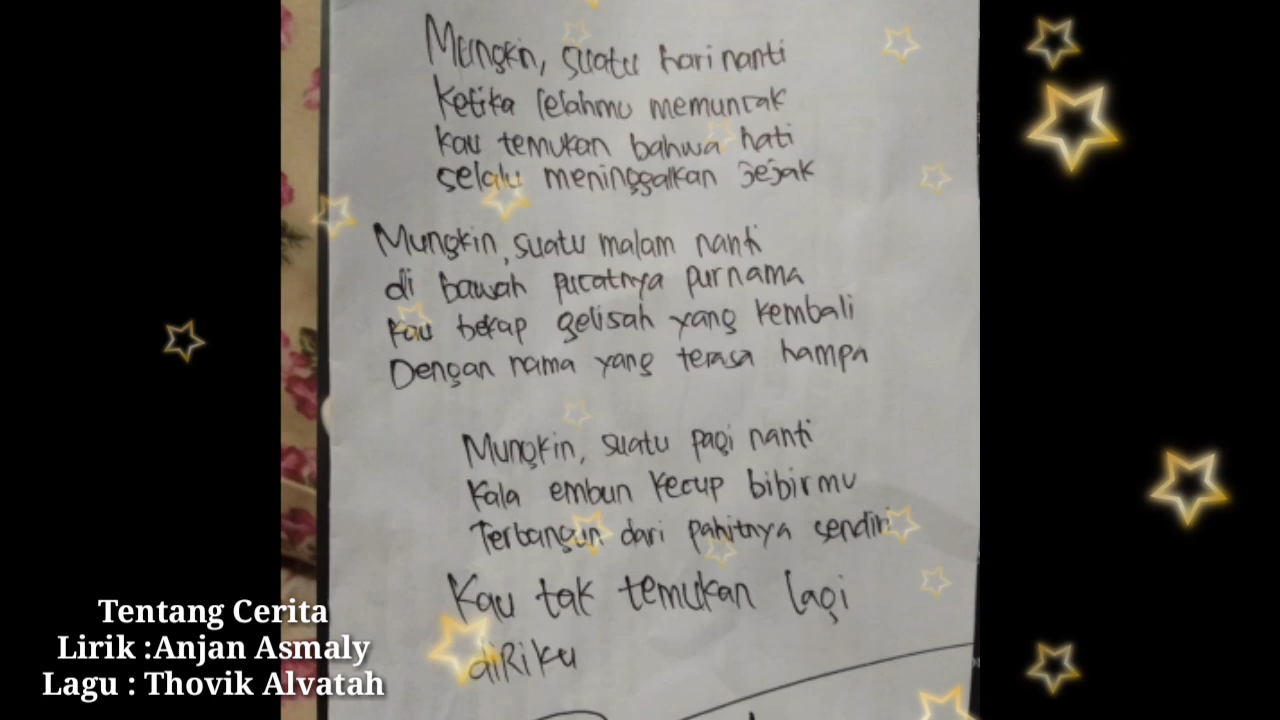 Mungkin, suatu hari nanti
Ketika lelahmu memuncak
Kau temukan bahwa hati
selalu meninggalkan jejak
Mungkin, suatu malam nanti
di bawah pucatnya purnama
Kau dekap gelisah yang kembali
Dengan nama yang terasa hampa
Mungkin, suatu pagi nanti
Kala embun kecup bibirmu
Terbangun dari pahitnya sendiri
Kau tak temukan lagi
diRiku
Tentang Cerita
Lirik :Anjan Asmaly
Lagu : Thovik Alvatah